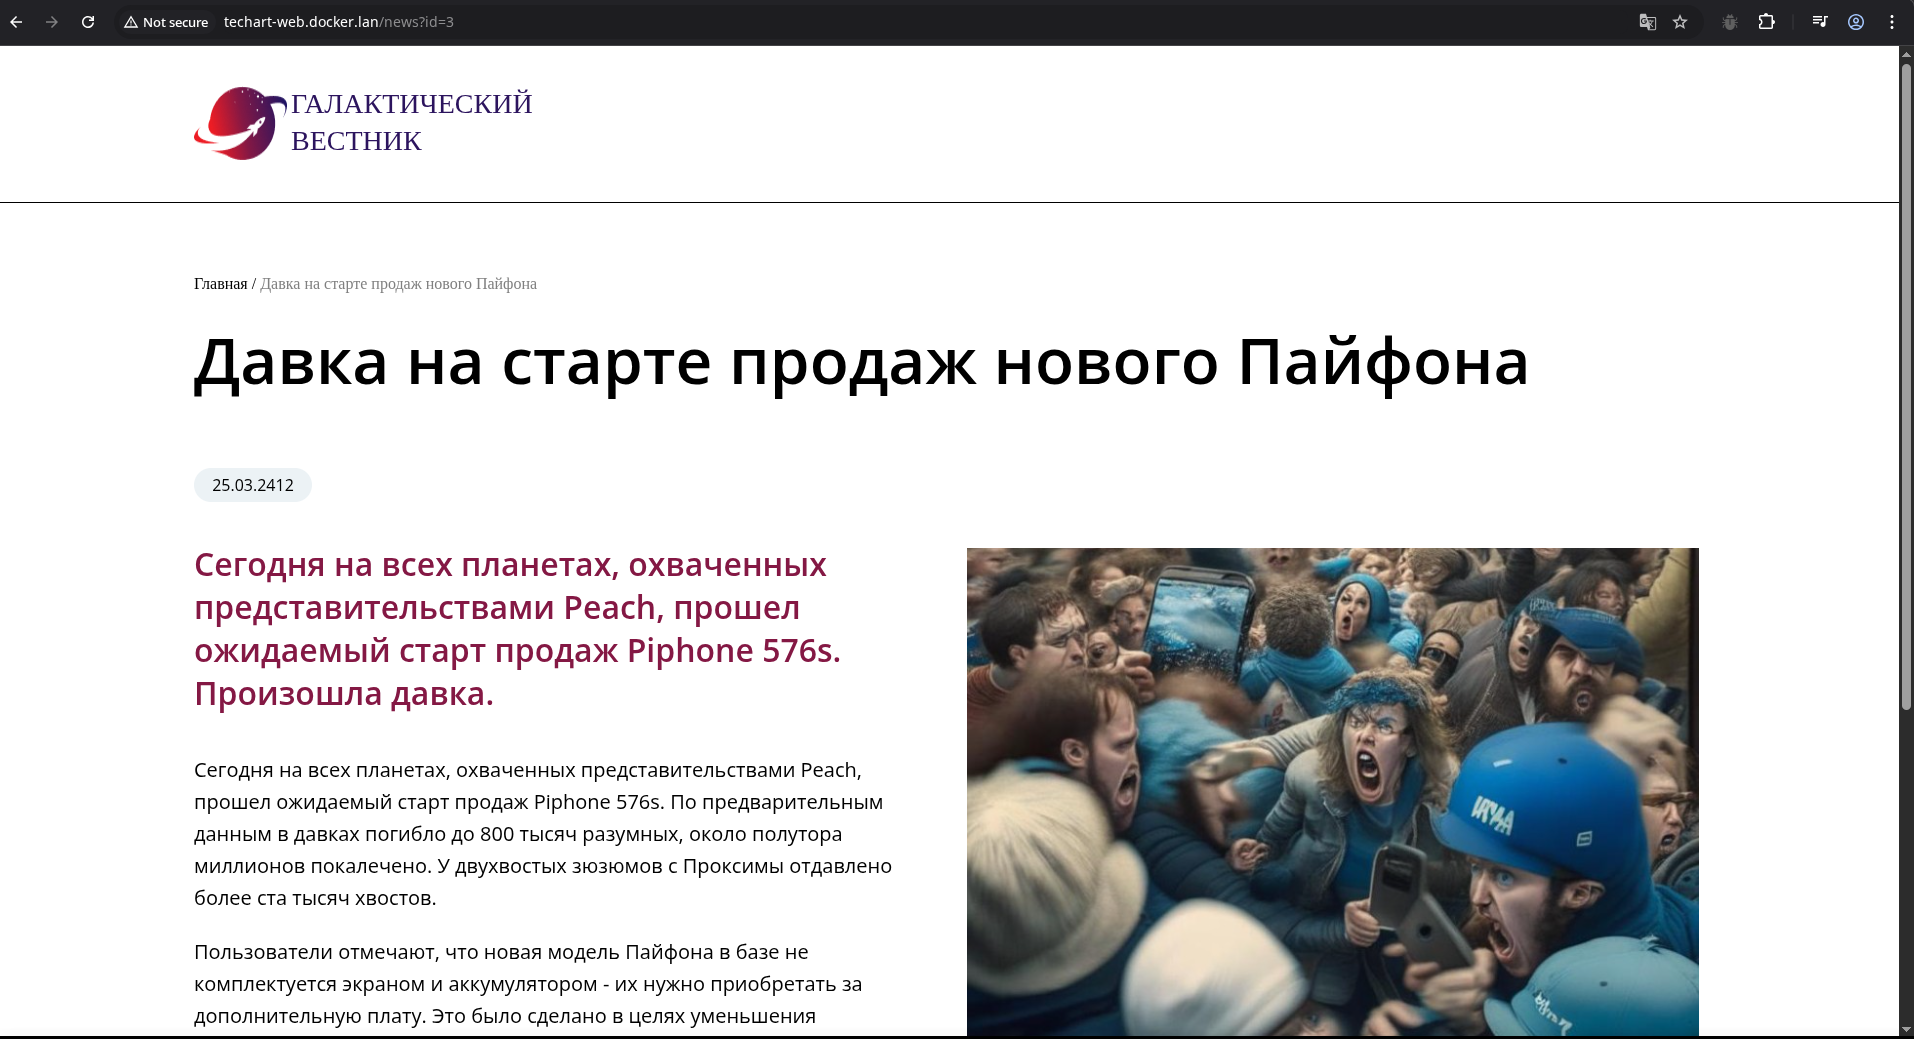 Not secure
techart-web.docker.lan/news?id=3
ГАЛАКТИЧЕСКИЙ
ВЕСТНИК
Главная / Давка на старте продаж нового Пайфона
Давка на старте продаж нового Пайфона
25.03.2412
Сегодня на всех планетах, охваченных
представительствами Peach, прошел
ожидаемый старт продаж Piphone 576s.
Произошла давка.
Сегодня на всех планетах, охваченных представительствами Peach,
прошел ожидаемый старт продаж Piphone 576s. По предварительным
данным в давках погибло до 800 тысяч разумных, около полутора
миллионов покалечено. У двухвостых зюзюмов с Проксимы отдавлено
более ста тысяч хвостов.
Пользователи отмечают, что новая модель Пайфона в базе не
комплектуется экраном и аккумулятором - их нужно приобретать за
дополнительную плату. Это было сделано в целях уменьшения